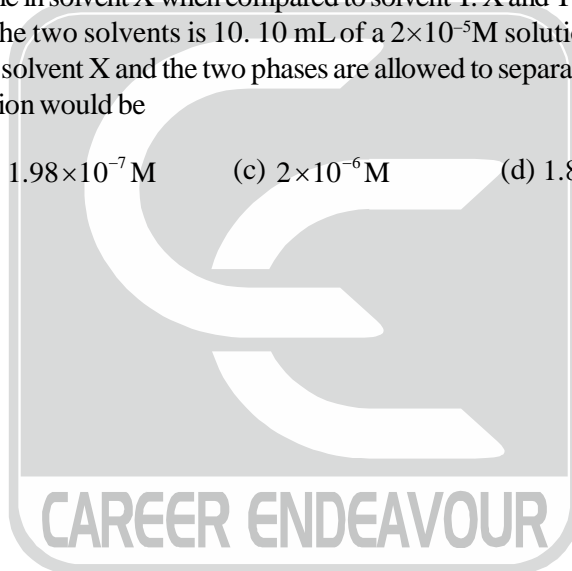 in solvent X when compared to solvent Y. X and
he two solvents is 10. 10 mL of a 2×10⁻⁵M soluti
solvent X and the two phases are allowed to separa
ion would be
1.98×10⁻⁷ M (c) 2×10⁻⁶ M (d) 1.8
CAREER ENDEAVOUR